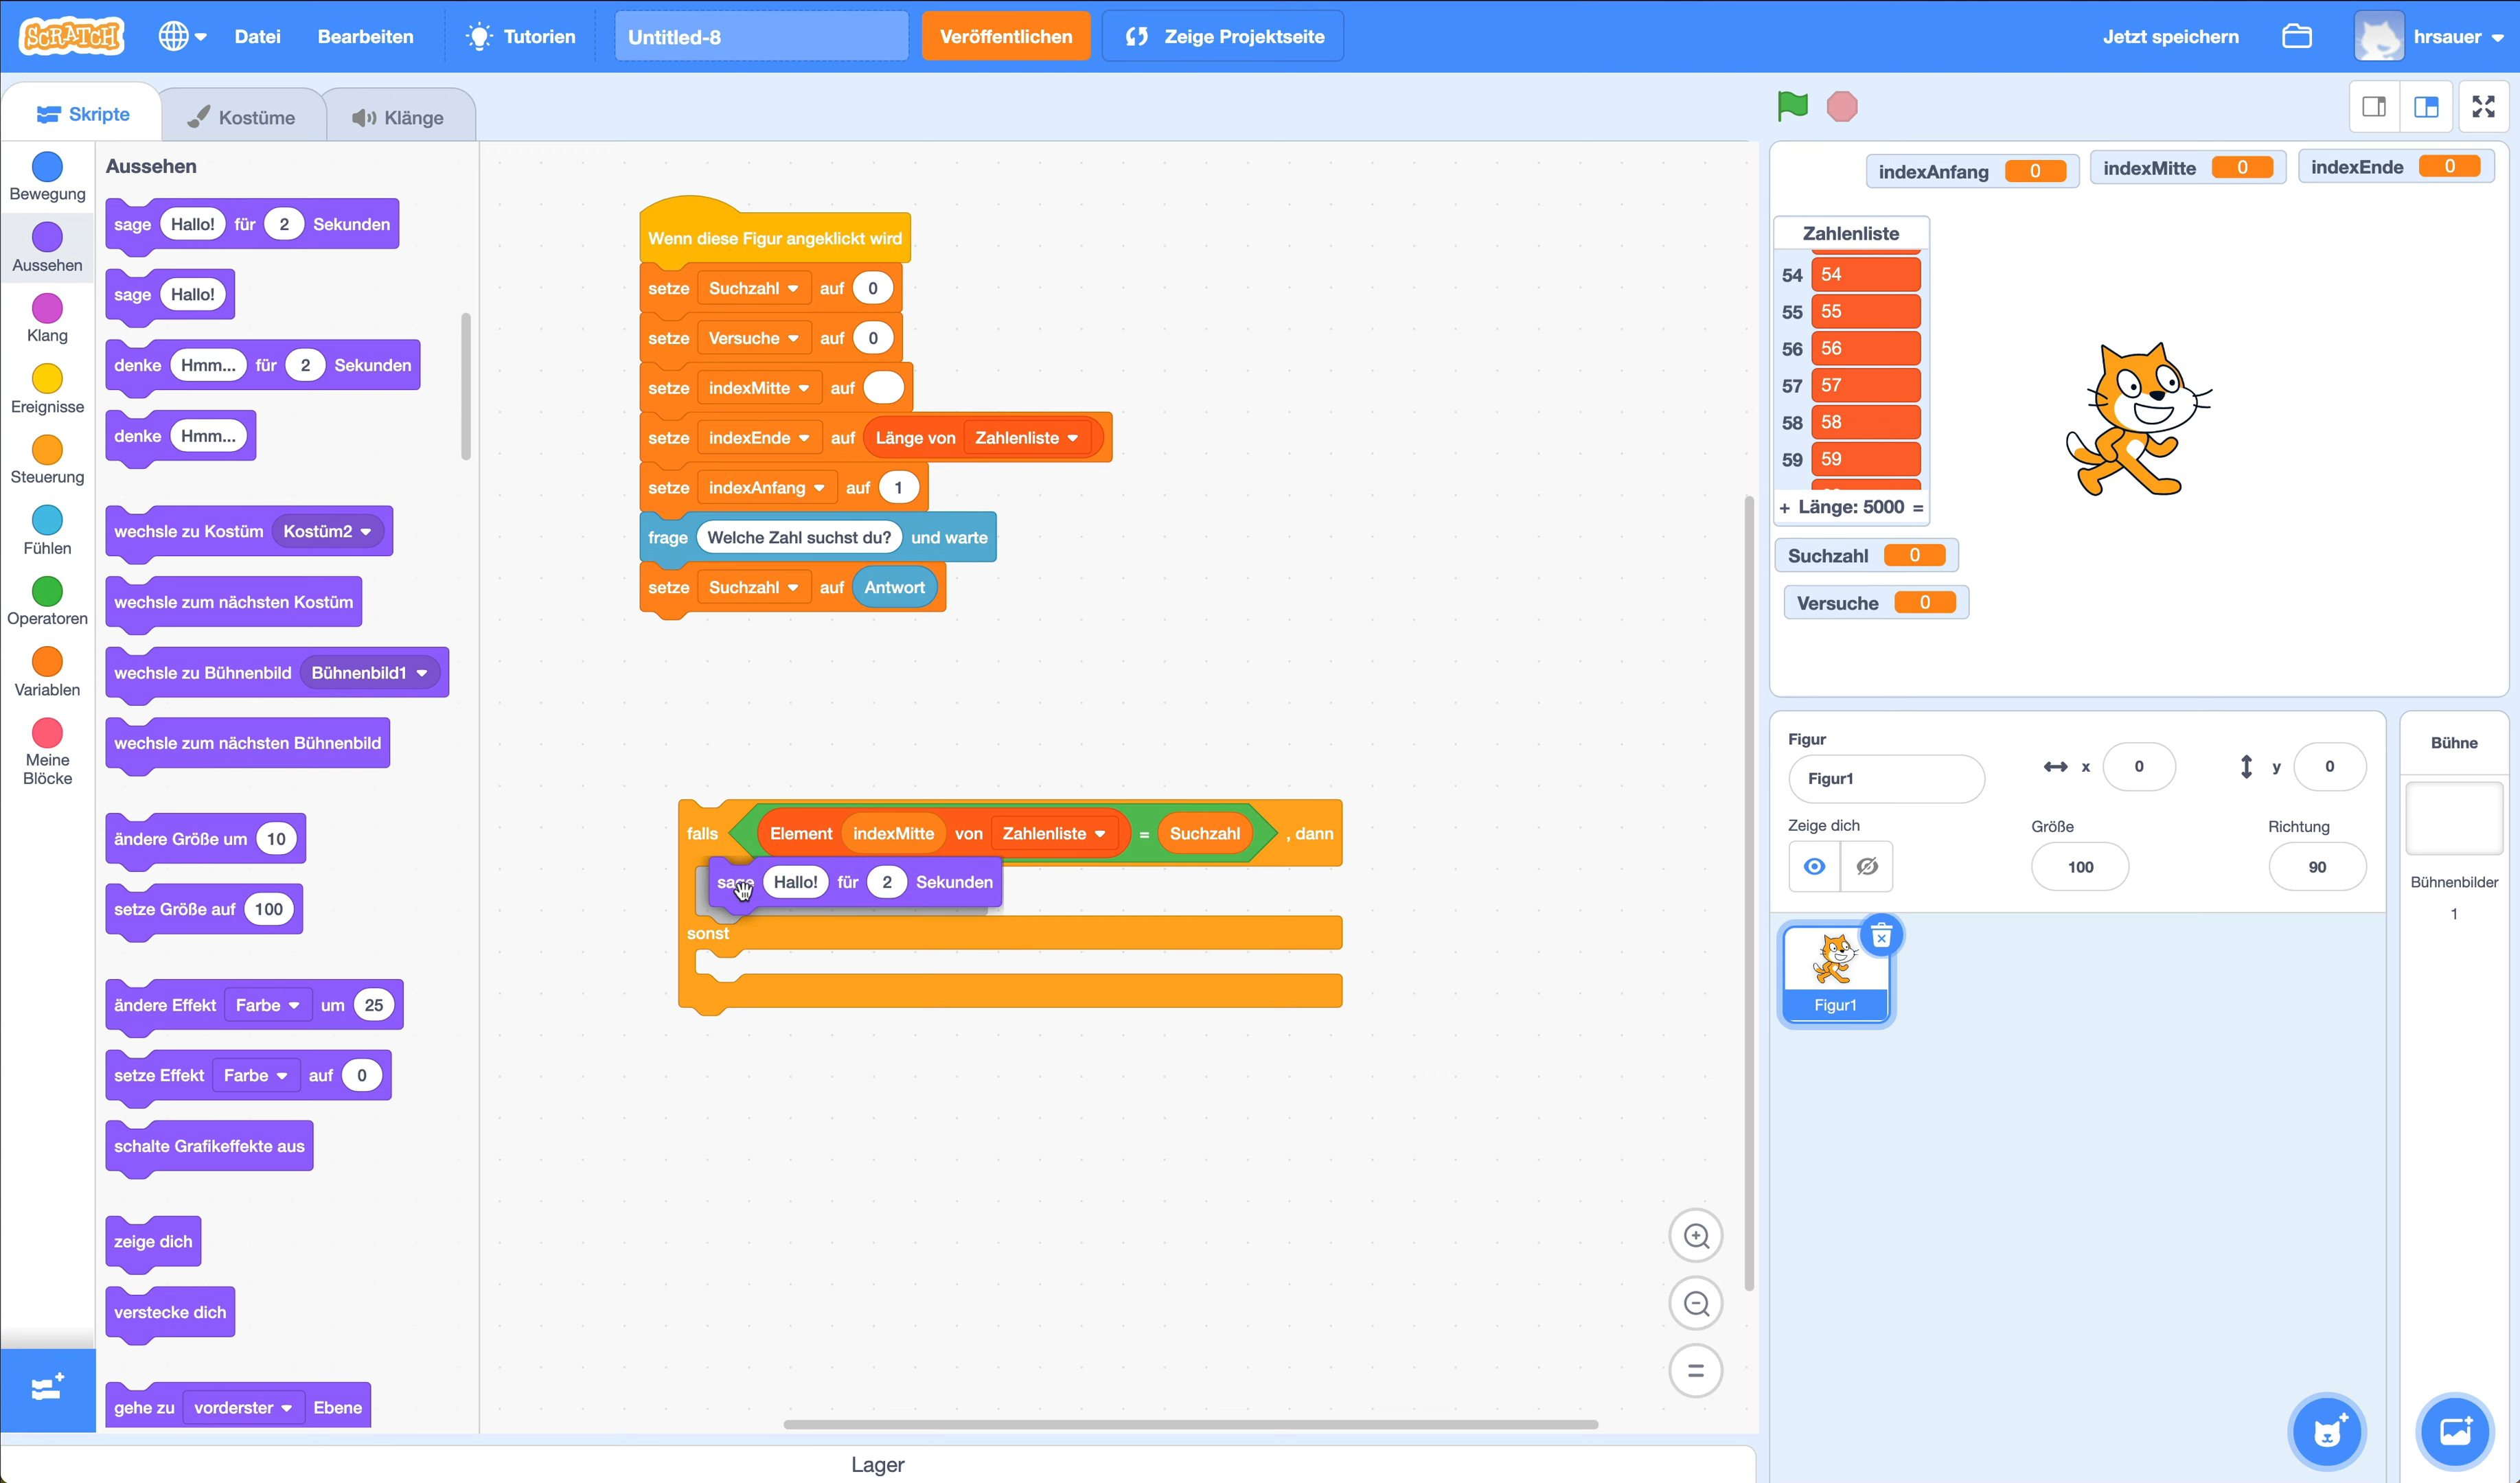 SCRATCH Datei Bearbeiten Tutorien Untitled-8 Veröffentlichen Zeige Projektseite Jetzt speichern hrsauer
Skripte Kostüme Klänge
Bewegung
Aussehen
Klang
Ereignisse
Steuerung
Fühlen
Operatoren
Variablen
Meine
Blöcke
Aussehen
sage Hallo! für 2 Sekunden
sage Hallo!
denke Hmm... für 2 Sekunden
denke Hmm...
wechsle zu Kostüm Kostüm2
wechsle zum nächsten Kostüm
wechsle zu Bühnenbild Bühnenbild1
wechsle zum nächsten Bühnenbild
ändere Größe um 10
setze Größe auf 100
ändere Effekt Farbe um 25
setze Effekt Farbe auf 0
schalte Grafikeffekte aus
zeige dich
verstecke dich
gehe zu vorderster Ebene
Wenn diese Figur angeklickt wird
setze Suchzahl auf 0
setze Versuche auf 0
setze indexMitte auf
setze indexEnde auf Länge von Zahlenliste
setze indexAnfang auf 1
frage Welche Zahl suchst du? und warte
setze Suchzahl auf Antwort
falls Element indexMitte von Zahlenliste = Suchzahl , dann
sage Hallo! für 2 Sekunden
sonst
Lager
indexAnfang 0 indexMitte 0 indexEnde 0
Zahlenliste
54 54
55 55
56 56
57 57
58 58
59 59
+ Länge: 5000 =
Suchzahl 0
Versuche 0
Figur
Figur1 x 0 y 0
Zeige dich Größe Richtung
100 90
Figur1
Bühne
Bühnenbilder
1